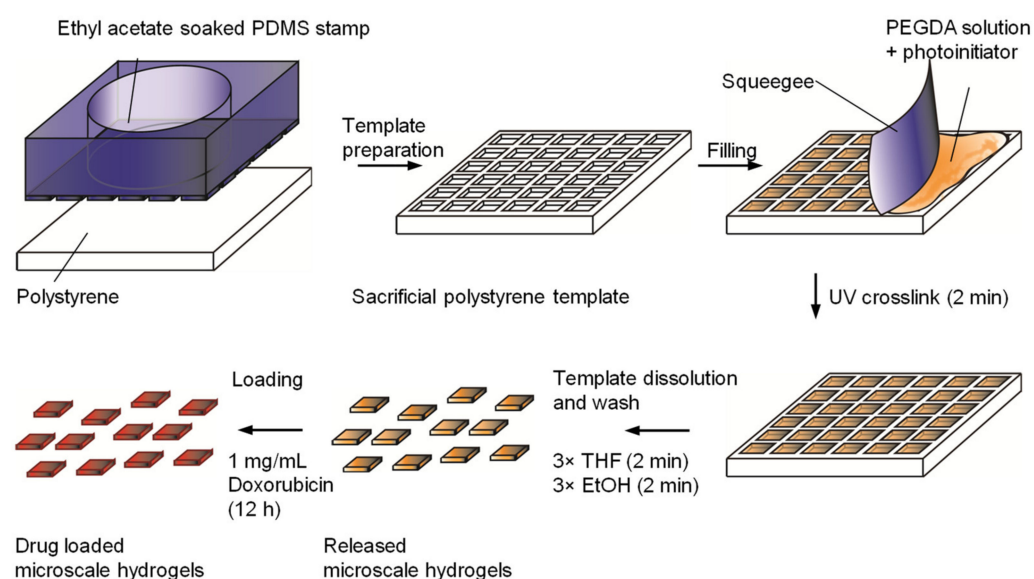 Ethyl acetate soaked PDMS stamp
Polystyrene
Template
preparation
Sacrificial polystyrene template
Filling
Squeegee
PEGDA solution
+ photoinitiator
UV crosslink (2 min)
Template dissolution
and wash
3× THF (2 min)
3× EtOH (2 min)
Released
microscale hydrogels
Loading
1 mg/mL
Doxorubicin
(12 h)
Drug loaded
microscale hydrogels